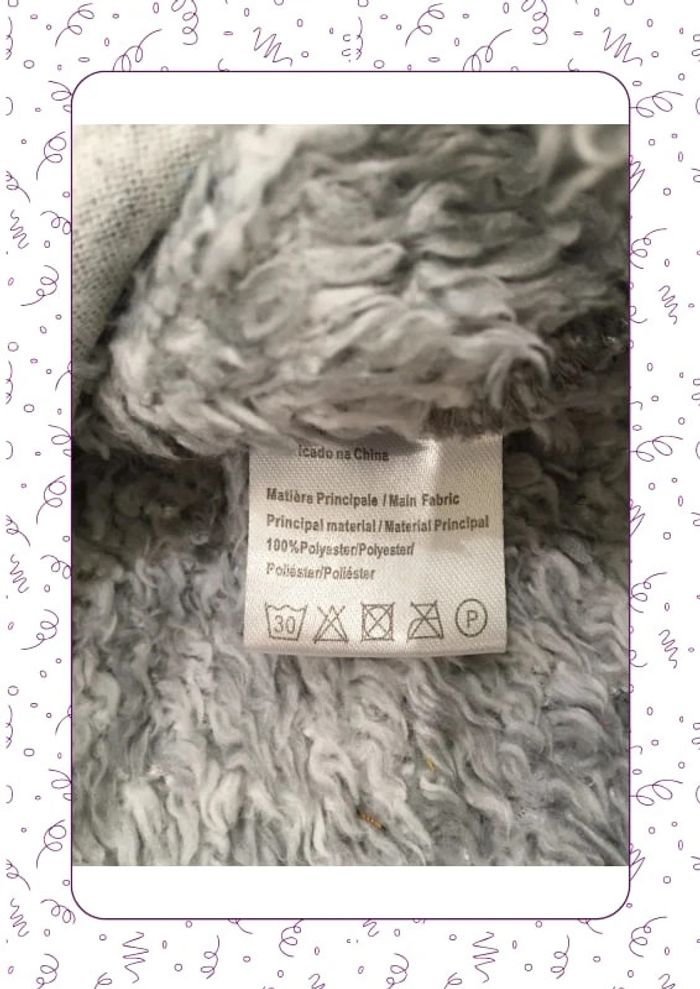 icado na China
Matière Principale / Main Fabric
Principal material / Material Principal
100%Polyester/Polyester/
Poliéster/Poliéster
30
P